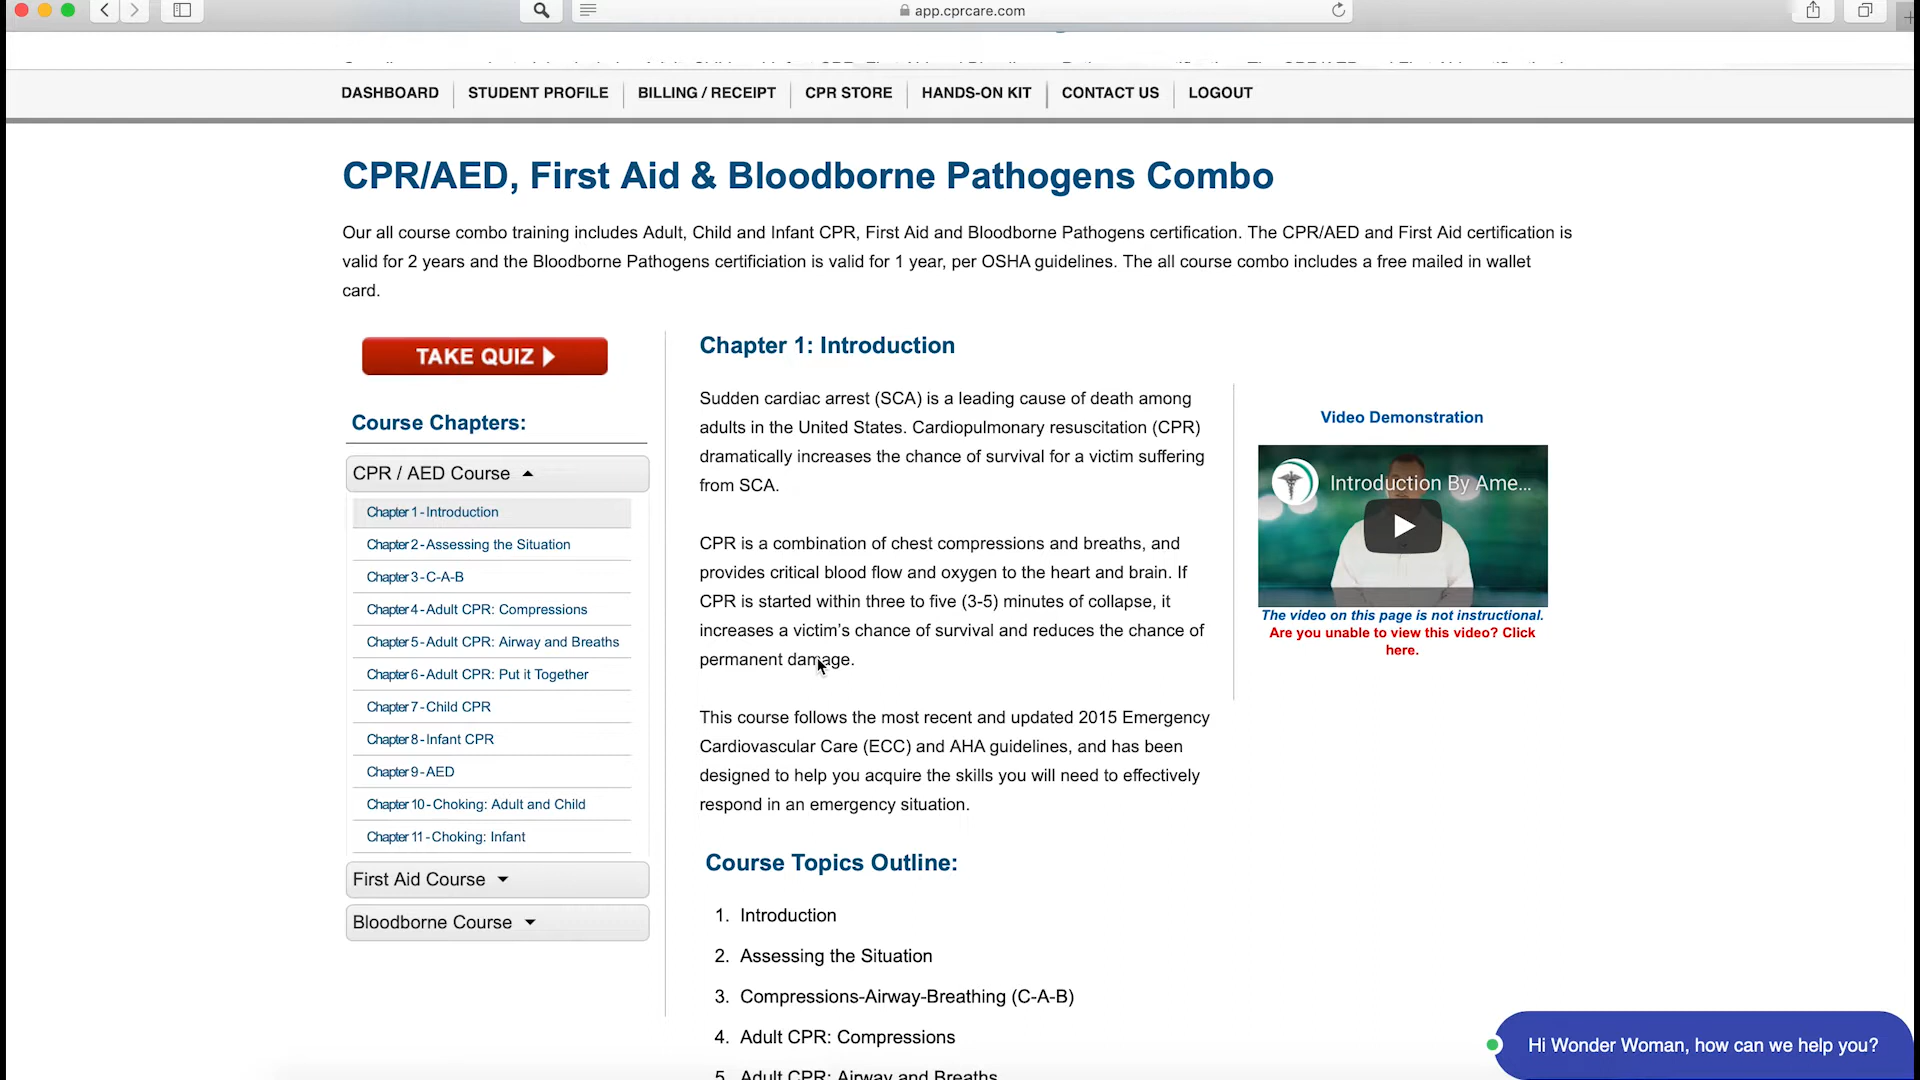 app.cprcare.com
DASHBOARD
STUDENT PROFILE
BILLING / RECEIPT
CPR STORE
HANDS-ON KIT
CONTACT US
LOGOUT
CPR/AED, First Aid & Bloodborne Pathogens Combo
Our all course combo training includes Adult, Child and Infant CPR, First Aid and Bloodborne Pathogens certification. The CPR/AED and First Aid certification is
valid for 2 years and the Bloodborne Pathogens certificiation is valid for 1 year, per OSHA guidelines. The all course combo includes a free mailed in wallet
card.
TAKE QUIZ
Course Chapters:
CPR / AED Course
Chapter 1 - Introduction
Chapter 2 - Assessing the Situation
Chapter 3 - C-A-B
Chapter 4 - Adult CPR: Compressions
Chapter 5 - Adult CPR: Airway and Breaths
Chapter 6 - Adult CPR: Put it Together
Chapter 7 - Child CPR
Chapter 8 - Infant CPR
Chapter 9 - AED
Chapter 10 - Choking: Adult and Child
Chapter 11 - Choking: Infant
First Aid Course
Bloodborne Course
Chapter 1: Introduction
Sudden cardiac arrest (SCA) is a leading cause of death among
adults in the United States. Cardiopulmonary resuscitation (CPR)
dramatically increases the chance of survival for a victim suffering
from SCA.
CPR is a combination of chest compressions and breaths, and
provides critical blood flow and oxygen to the heart and brain. If
CPR is started within three to five (3-5) minutes of collapse, it
increases a victim's chance of survival and reduces the chance of
permanent damage.
This course follows the most recent and updated 2015 Emergency
Cardiovascular Care (ECC) and AHA guidelines, and has been
designed to help you acquire the skills you will need to effectively
respond in an emergency situation.
Course Topics Outline:
1. Introduction
2. Assessing the Situation
3. Compressions-Airway-Breathing (C-A-B)
4. Adult CPR: Compressions
5. Adult CPR: Airway and Breaths
Video Demonstration
Introduction By Ame...
The video on this page is not instructional.
Are you unable to view this video? Click
here.
Hi Wonder Woman, how can we help you?